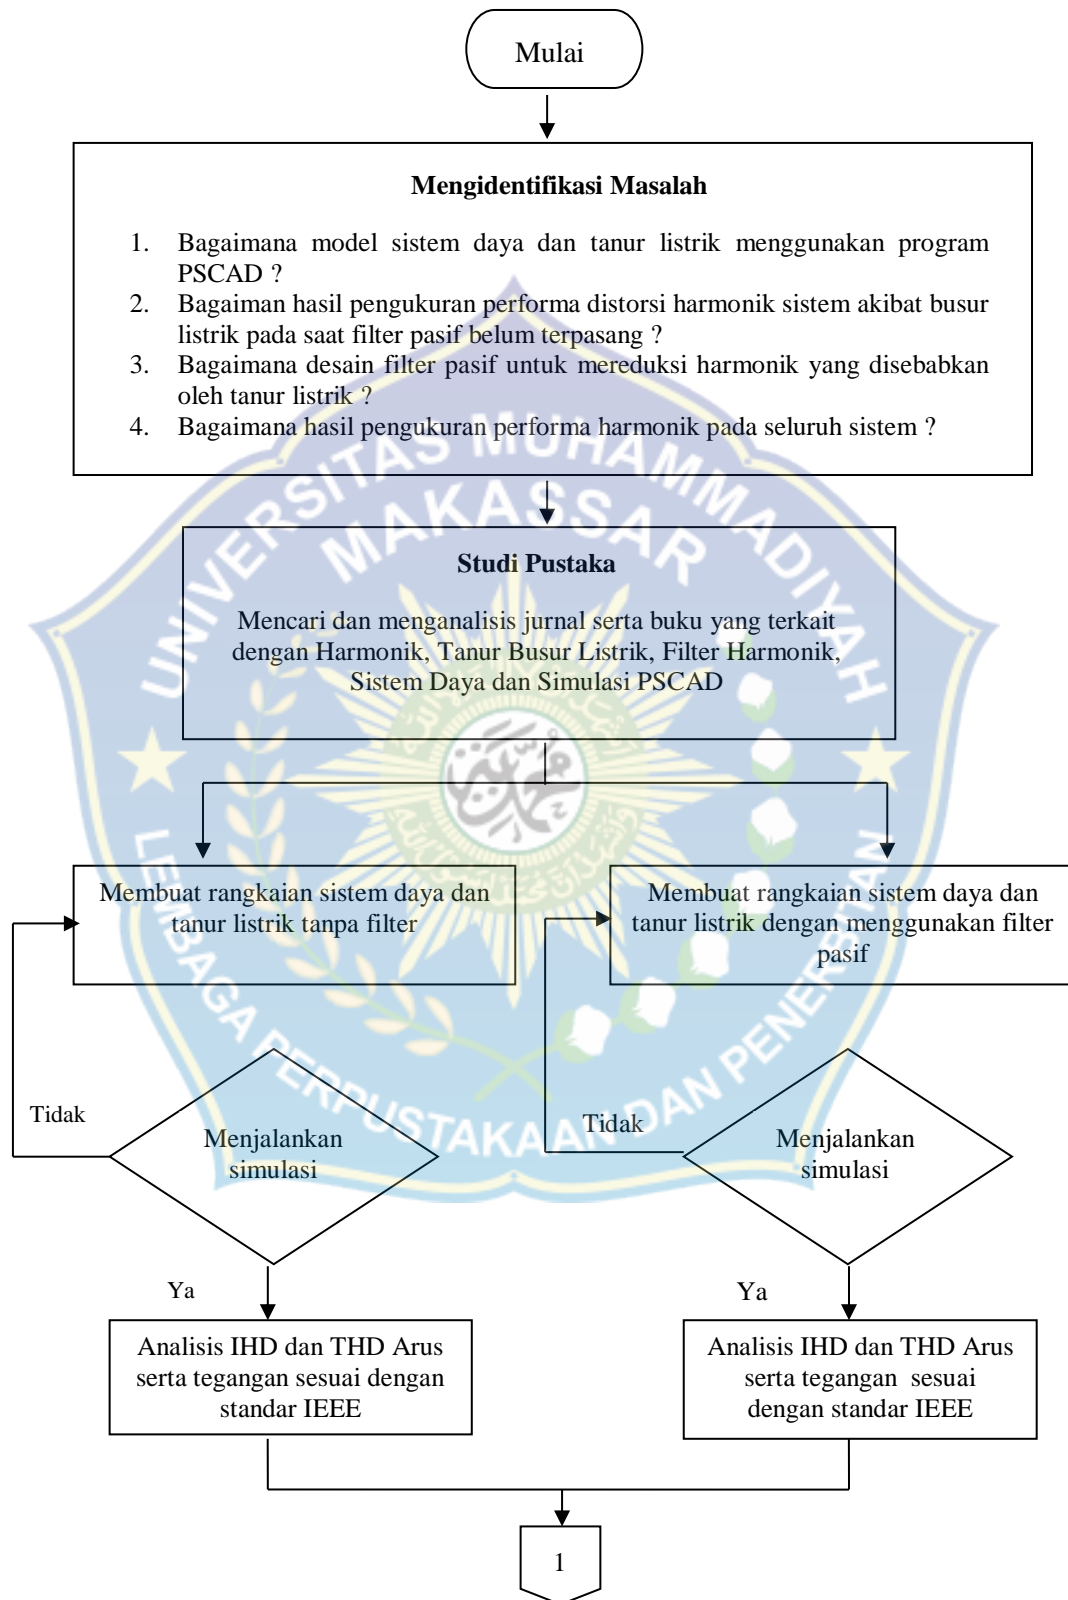 Mulai
Mengidentifikasi Masalah
1. Bagaimana model sistem daya dan tanur listrik menggunakan program
PSCAD ?
2. Bagaiman hasil pengukuran performa distorsi harmonik sistem akibat busur
listrik pada saat filter pasif belum terpasang ?
3. Bagaimana desain filter pasif untuk mereduksi harmonik yang disebabkan
oleh tanur listrik ?
4. Bagaimana hasil pengukuran performa harmonik pada seluruh sistem ?
UNIVERSITAS MUHAMMADIYAH
MAKASSAR
Studi Pustaka
Mencari dan menganalisis jurnal serta buku yang terkait
dengan Harmonik, Tanur Busur Listrik, Filter Harmonik,
Sistem Daya dan Simulasi PSCAD
Membuat rangkaian sistem daya dan
tanur listrik tanpa filter
Membuat rangkaian sistem daya dan
tanur listrik dengan menggunakan filter
pasif
LEMBAGA PERPUSTAKAAN DAN PENERBITAN
Tidak
Menjalankan
simulasi
Tidak
Menjalankan
simulasi
Ya
Ya
Analisis IHD dan THD Arus
serta tegangan sesuai dengan
standar IEEE
Analisis IHD dan THD Arus
serta tegangan sesuai
dengan standar IEEE
1